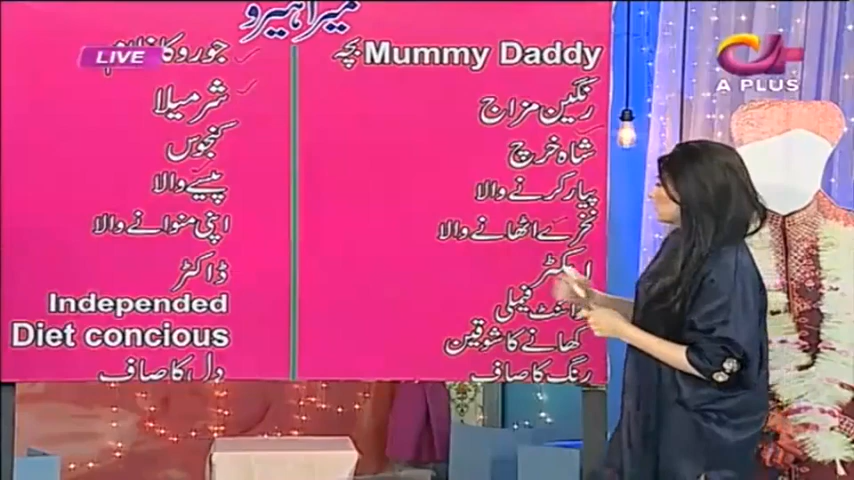 میرا ہیرو
Mummy Daddy بچہ
رنگین مزاج
شاہ خرچ
پیار کرنے والا
نخرے اٹھانے والا
فیملی
کھانے کا شوقین
رنگ کا صاف
جورو کا
شرمیلا
کنجوس
پیسے والا
اپنی منوانے والا
ڈاکٹر
Independed
Diet concious
دل کا صاف
LIVE
A PLUS